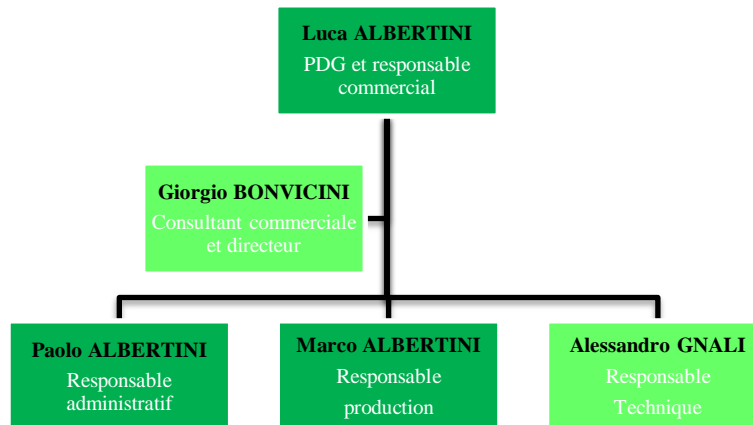 Luca ALBERTINI
PDG et responsable
commercial
Giorgio BONVICINI
Consultant commerciale
et directeur
Paolo ALBERTINI
Responsable
administratif
Marco ALBERTINI
Responsable
production
Alessandro GNALI
Responsable
Technique